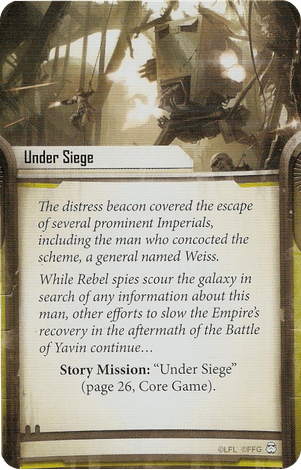 Under Siege
The distress beacon covered the escape
of several prominent Imperials,
including the man who concocted the
scheme, a general named Weiss.
While Rebel spies scour the galaxy in
search of any information about this
man, other efforts to slow the Empire's
recovery in the aftermath of the Battle
of Yavin continue…
Story Mission: “Under Siege”
(page 26, Core Game).
©LFL ©FFG